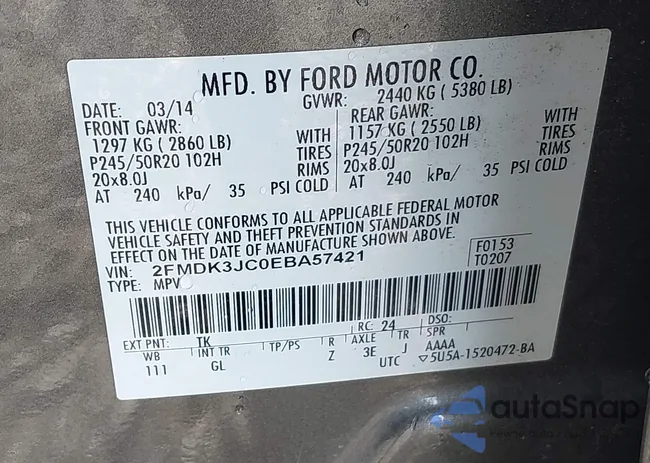 MFD. BY FORD MOTOR CO.
DATE: 03/14 GVWR: 2440 KG ( 5380 LB)
FRONT GAWR: REAR GAWR:
1297 KG ( 2860 LB) WITH 1157 KG ( 2550 LB) WITH
P245/50R20 102H TIRES P245/50R20 102H TIRES
20x8.0J RIMS 20x8.0J RIMS
AT 240 kPa/ 35 PSI COLD AT 240 kPa/ 35 PSI COLD
THIS VEHICLE CONFORMS TO ALL APPLICABLE FEDERAL MOTOR
VEHICLE SAFETY AND THEFT PREVENTION STANDARDS IN
EFFECT ON THE DATE OF MANUFACTURE SHOWN ABOVE.
VIN: 2FMDK3JC0EBA57421 F0153
TYPE: MPV T0207
EXT PNT: TK RC: 24 DSO:
WB INT TR TP/PS R AXLE TR SPR
111 GL Z 3E J AAAA
UTC 5U5A-1520472-BA
autoSnap